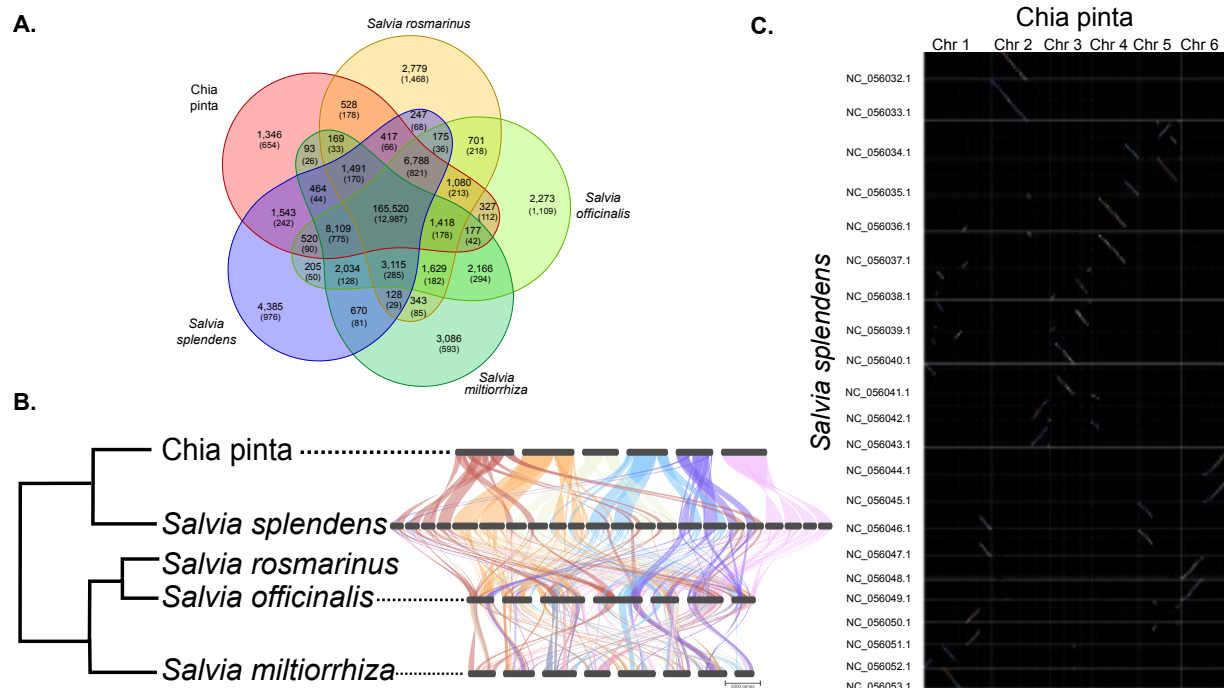 A.
Salvia rosmarinus
2,779
(1,468)
Chia
pinta
528
(178)
247
(68)
1,346
(654)
169
(33)
417
(66)
175
(36)
701
(218)
93
(26)
6,788
(821)
1,491
(170)
464
(44)
1,080
(213)
2,273
(1,109)
Salvia
officinalis
1,543
(242)
165,520
(12,987)
327
(112)
8,109
(775)
1,418
(178)
177
(42)
520
(90)
205
(50)
2,034
(128)
3,115
(285)
1,629
(182)
2,166
(294)
128
(29)
343
(85)
4,385
(976)
670
(81)
3,086
(593)
Salvia
splendens
Salvia
miltiorrhiza
B.
Chia pinta
Salvia splendens
Salvia rosmarinus
Salvia officinalis
Salvia miltiorrhiza
5000 genes
C.
Chia pinta
Chr 1 Chr 2 Chr 3 Chr 4 Chr 5 Chr 6
Salvia splendens
NC_056032.1
NC_056033.1
NC_056034.1
NC_056035.1
NC_056036.1
NC_056037.1
NC_056038.1
NC_056039.1
NC_056040.1
NC_056041.1
NC_056042.1
NC_056043.1
NC_056044.1
NC_056045.1
NC_056046.1
NC_056047.1
NC_056048.1
NC_056049.1
NC_056050.1
NC_056051.1
NC_056052.1
NC_056053.1